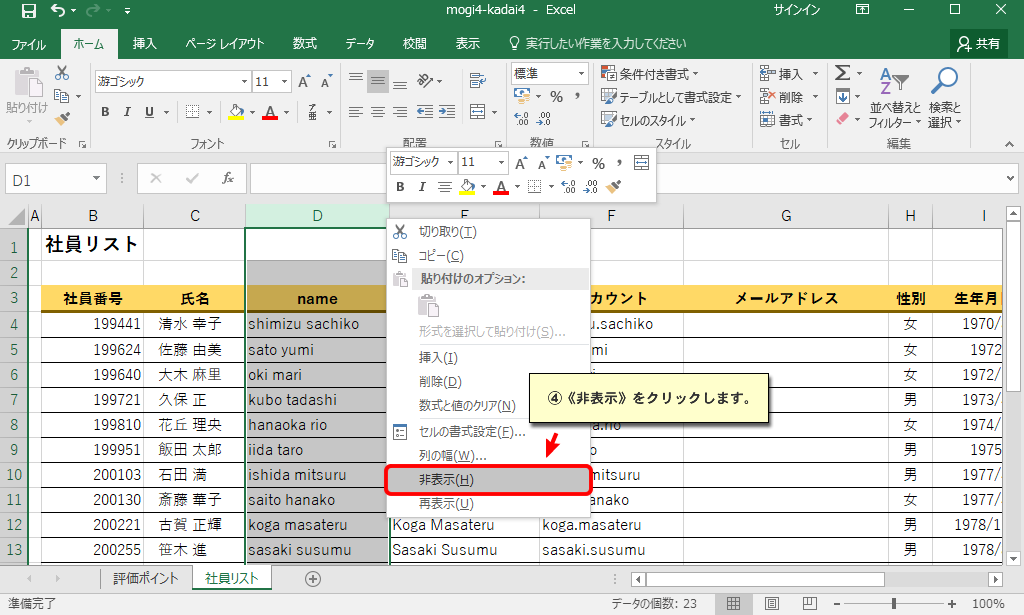 mogi4-kadai4 - Excel サインイン
ファイル ホーム 挿入 ページ レイアウト 数式 データ 校閲 表示 実行したい作業を入力してください 共有
貼り付け 游ゴシック 11 標準 条件付き書式 挿入 Σ
B I U % , テーブルとして書式設定 削除 並べ替えと 検索と
セルのスタイル 書式 フィルター 選択
クリップボード フォント 配置 数値 スタイル セル 編集
游ゴシック 11 % ,
B I A
D1 fx
A B C D E F G H I
1 社員リスト
2
3 社員番号 氏名 name カウント メールアドレス 性別 生年月
4 199441 清水 幸子 shimizu sachiko u.sachiko 女 1970/
5 199624 佐藤 由美 sato yumi mi 女 1972
6 199640 大木 麻里 oki mari 女 1972/
7 199721 久保 正 kubo tadashi 男 1973/
8 199810 花丘 理央 hanaoka rio a.rio 女 1974/
9 199951 飯田 太郎 iida taro o 男 1975
10 200103 石田 満 ishida mitsuru mitsuru 男 1977/
11 200130 斎藤 華子 saito hanako anako 女 1977/
12 200221 古賀 正輝 koga masateru Koga Masateru koga.masateru 男 1978/1
13 200255 笹木 進 sasaki susumu Sasaki Susumu sasaki.susumu 男 1978/
切り取り(T)
コピー(C)
貼り付けのオプション:
形式を選択して貼り付け(S)...
挿入(I)
削除(D)
数式と値のクリア(N)
セルの書式設定(F)...
列の幅(W)...
非表示(H)
再表示(U)
④《非表示》をクリックします。
評価ポイント 社員リスト
準備完了 データの個数: 23 100%